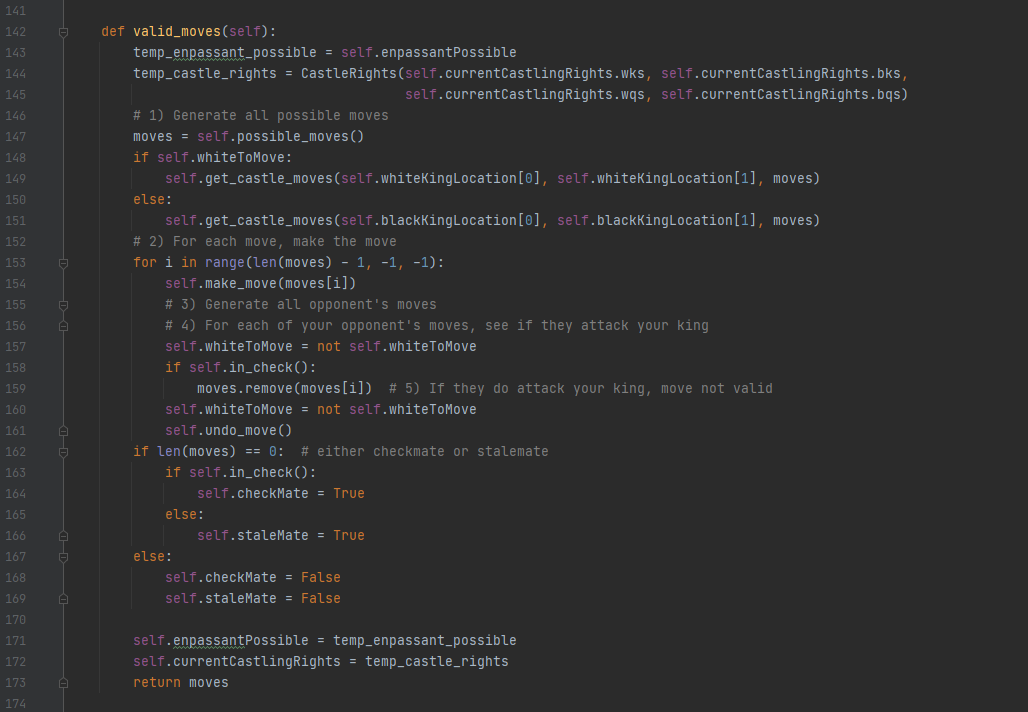 141
142 def valid_moves(self):
143 temp_enpassant_possible = self.enpassantPossible
144 temp_castle_rights = CastleRights(self.currentCastlingRights.wks, self.currentCastlingRights.bks,
145 self.currentCastlingRights.wqs, self.currentCastlingRights.bqs)
146 # 1) Generate all possible moves
147 moves = self.possible_moves()
148 if self.whiteToMove:
149 self.get_castle_moves(self.whiteKingLocation[0], self.whiteKingLocation[1], moves)
150 else:
151 self.get_castle_moves(self.blackKingLocation[0], self.blackKingLocation[1], moves)
152 # 2) For each move, make the move
153 for i in range(len(moves) - 1, -1, -1):
154 self.make_move(moves[i])
155 # 3) Generate all opponent's moves
156 # 4) For each of your opponent's moves, see if they attack your king
157 self.whiteToMove = not self.whiteToMove
158 if self.in_check():
159 moves.remove(moves[i])  # 5) If they do attack your king, move not valid
160 self.whiteToMove = not self.whiteToMove
161 self.undo_move()
162 if len(moves) == 0:  # either checkmate or stalemate
163 if self.in_check():
164 self.checkMate = True
165 else:
166 self.staleMate = True
167 else:
168 self.checkMate = False
169 self.staleMate = False
170
171 self.enpassantPossible = temp_enpassant_possible
172 self.currentCastlingRights = temp_castle_rights
173 return moves
174